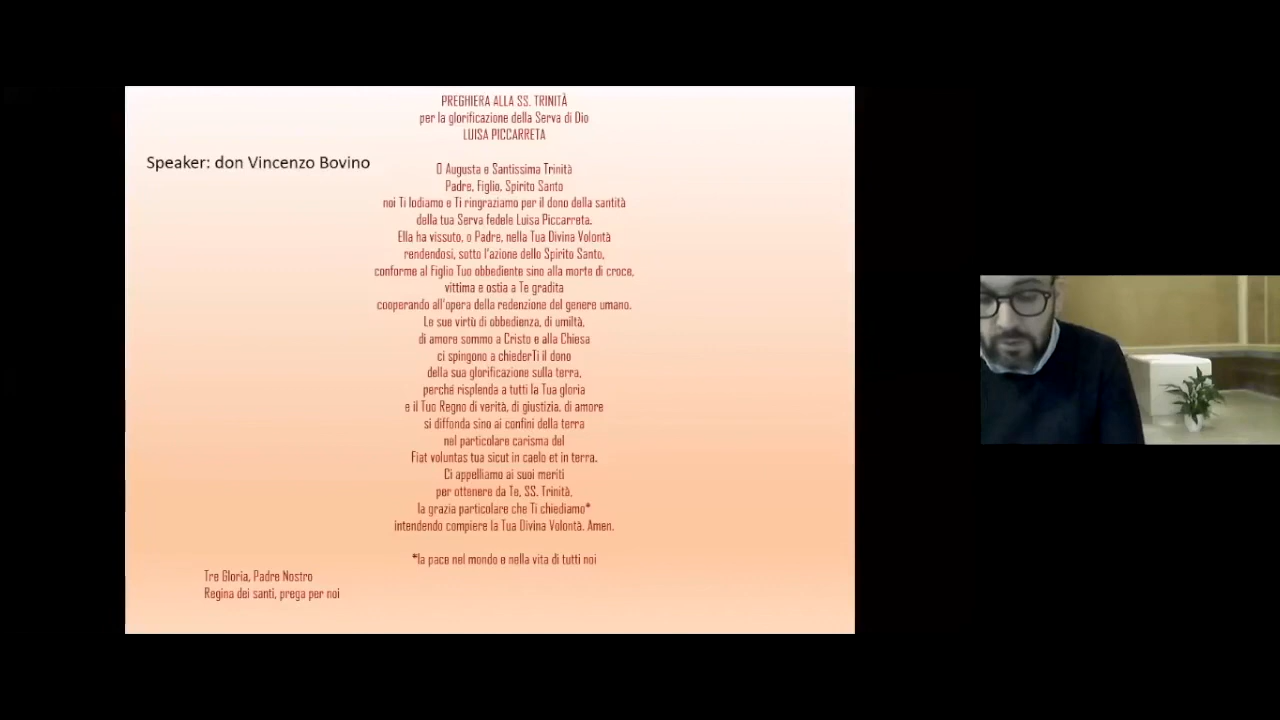 PREGHIERA ALLA SS. TRINITÀ
per la glorificazione della Serva di Dio
LUISA PICCARRETA
Speaker: don Vincenzo Bovino
O Augusta e Santissima Trinità
Padre, Figlio, Spirito Santo
noi Ti lodiamo e Ti ringraziamo per il dono della santità
della tua Serva fedele Luisa Piccarreta.
Ella ha vissuto, o Padre, nella Tua Divina Volontà
rendendosi, sotto l'azione dello Spirito Santo,
conforme al Figlio Tuo obbediente sino alla morte di croce,
vittima e ostia a Te gradita
cooperando all'opera della redenzione del genere umano.
Le sue virtù di obbedienza, di umiltà,
di amore sommo a Cristo e alla Chiesa
ci spingono a chiederTi il dono
della sua glorificazione sulla terra,
perché risplenda a tutti la Tua gloria
e il Tuo Regno di verità, di giustizia, di amore
si diffonda sino ai confini della terra
nel particolare carisma del
Fiat voluntas tua sicut in caelo et in terra.
Ci appelliamo ai suoi meriti
per ottenere da Te, SS. Trinità,
la grazia particolare che Ti chiediamo*
intendendo compiere la Tua Divina Volontà. Amen.
*la pace nel mondo e nella vita di tutti noi
Tre Gloria, Padre Nostro
Regina dei santi, prega per noi